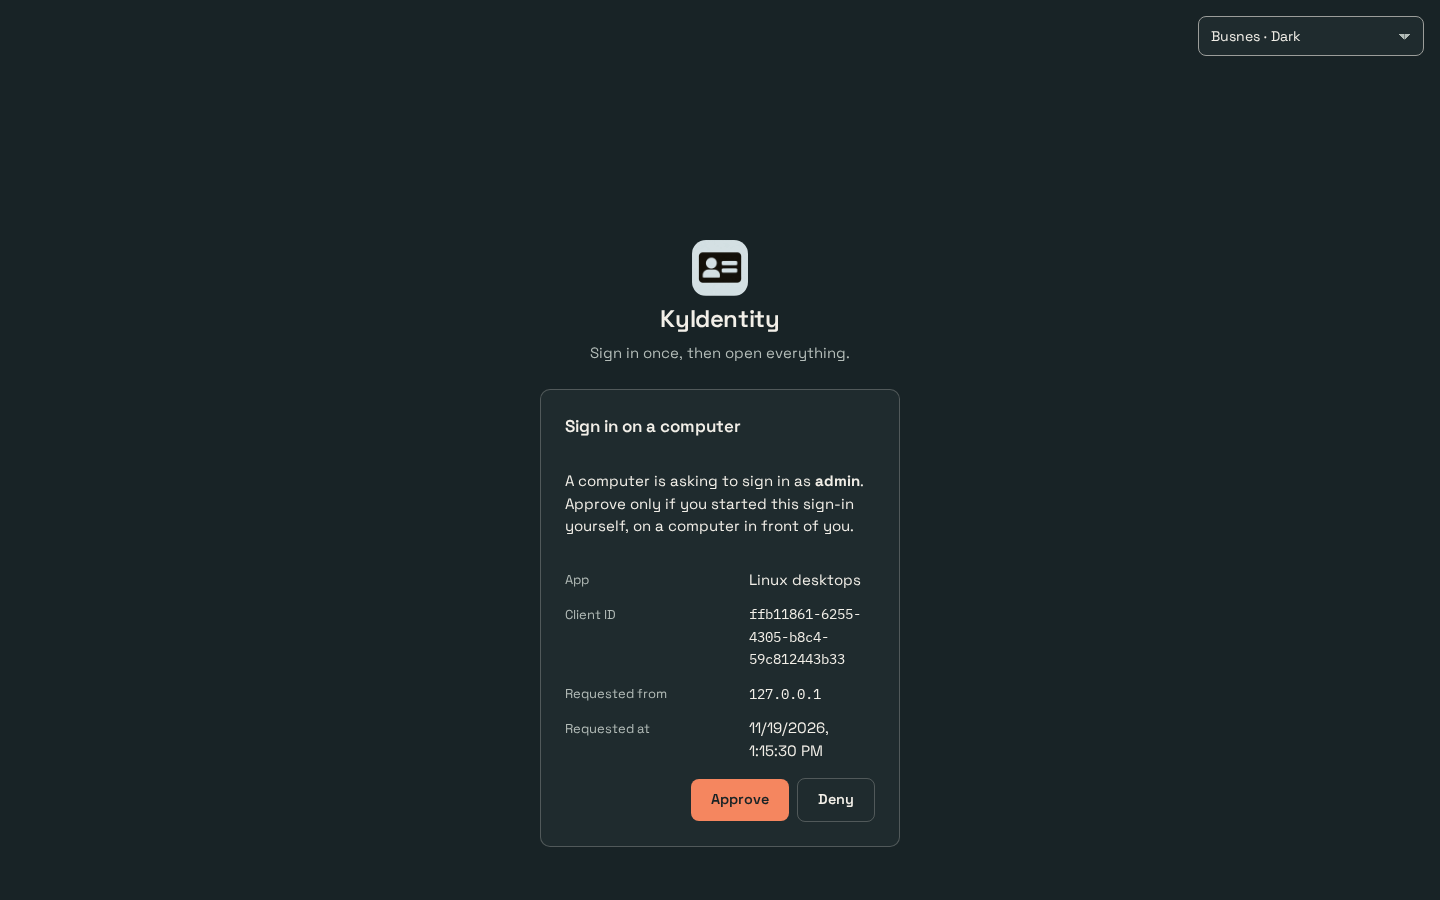 Busnes · Dark
KyIdentity
Sign in once, then open everything.
Sign in on a computer
A computer is asking to sign in as admin.
Approve only if you started this sign-in
yourself, on a computer in front of you.
App
Linux desktops
Client ID
ffb11861-6255-
4305-b8c4-
59c812443b33
Requested from
127.0.0.1
Requested at
11/19/2026,
1:15:30 PM
Approve
Deny